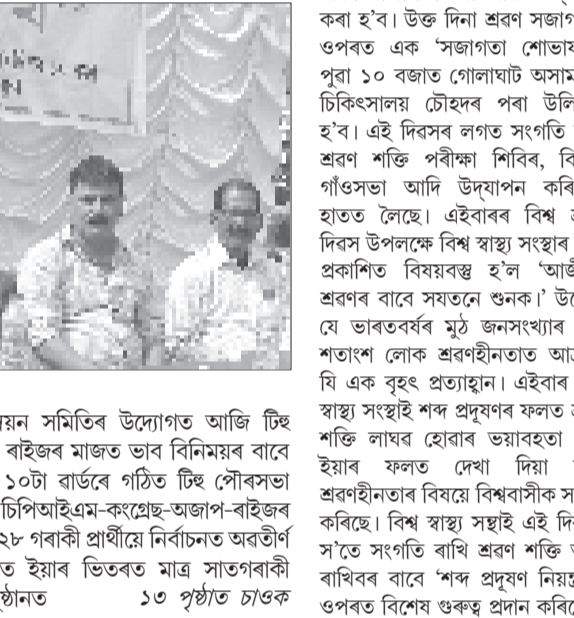 য়ন সমিতিৰ উদ্যোগত আজি টিহু
ৰাইজৰ মাজত ভাব বিনিময়ৰ বাবে
১০টা ৱাৰ্ডৰে গঠিত টিহু পৌৰসভা
চিপিআইএম-কংগ্ৰেছ-অজাপ-ৰাইজৰ
২৮ গৰাকী প্ৰাৰ্থীয়ে নিৰ্বাচনত অৱতীৰ্ণ
ত ইয়াৰ ভিতৰত মাত্ৰ সাতগৰাকী
ষ্ঠানত ১৩ পৃষ্ঠাত চাওক
কৰা হ’ব। উক্ত দিনা শ্ৰৱণ সজাগ
ওপৰত এক ‘সজাগতা শোভায
পুৱা ১০ বজাত গোলাঘাট অসাম
চিকিৎসালয় চৌহদৰ পৰা উলি
হ’ব। এই দিৱসৰ লগত সংগতি
শ্ৰৱণ শক্তি পৰীক্ষা শিবিৰ, বি
গাঁওসভা আদি উদ্‌যাপন কৰি
হাতত লৈছে। এইবাৰৰ বিশ্ব
দিৱস উপলক্ষে বিশ্ব স্বাস্থ্য সংস্থাৰ
প্ৰকাশিত বিষয়বস্তু হ’ল ‘আজী
শ্ৰৱণৰ বাবে সযতনে শুনক।’ উ
যে ভাৰতবৰ্ষৰ মুঠ জনসংখ্যাৰ
শতাংশ লোক শ্ৰৱণহীনতাত আ
যি এক বৃহৎ প্ৰত্যাহ্বান। এইবাৰ
স্বাস্থ্য সংস্থাই শব্দ প্ৰদূষণৰ ফলত
শক্তি লাঘৱ হোৱাৰ ভয়াবহতা
ইয়াৰ ফলত দেখা দিয়া
শ্ৰৱণহীনতাৰ বিষয়ে বিশ্ববাসীক স
কৰিছে। বিশ্ব স্বাস্থ্য সন্থাই এই দি
স’তে সংগতি ৰাখি শ্ৰৱণ শক্তি
ৰাখিবৰ বাবে ‘শব্দ প্ৰদূষণ নিয়ন্ত্ৰ
ওপৰত বিশেষ গুৰুত্ব প্ৰদান কৰি